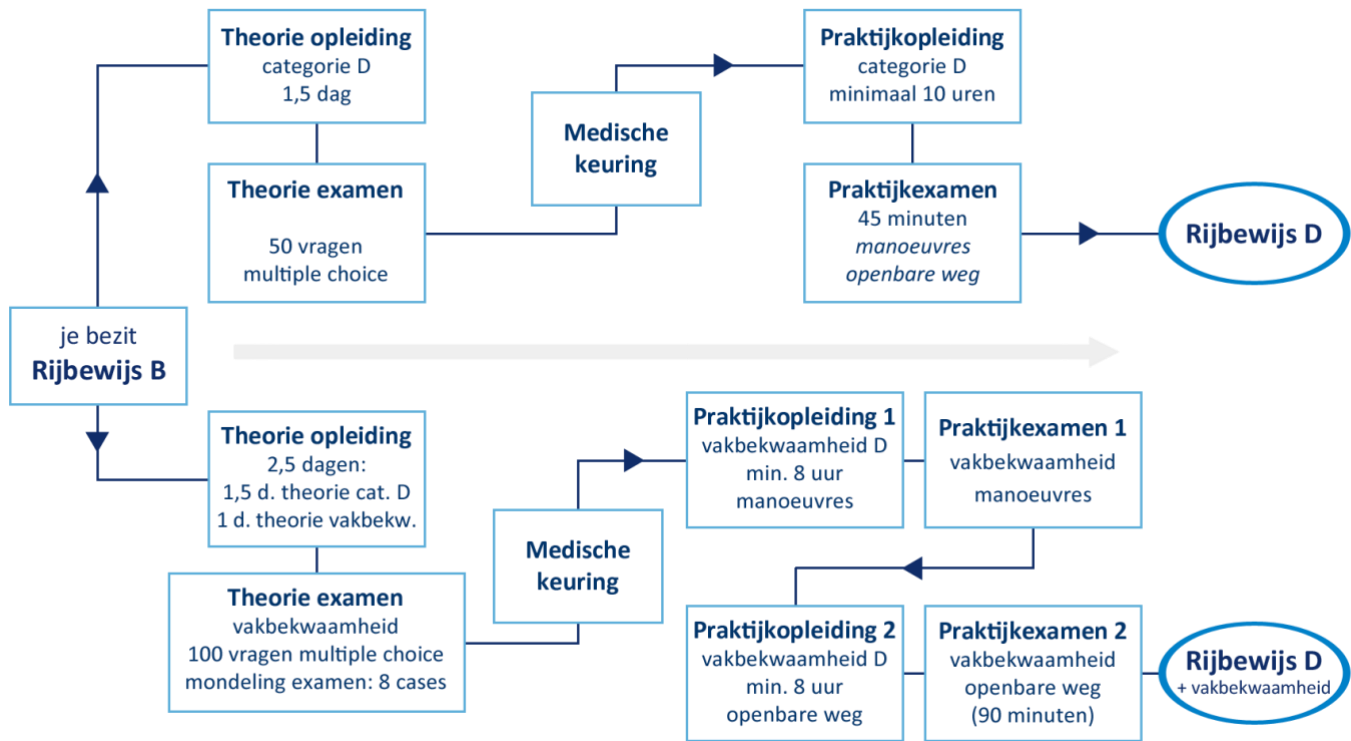 je bezit
Rijbewijs B
Theorie opleiding
categorie D
1,5 dag
Theorie examen
50 vragen
multiple choice
Medische
keuring
Praktijkopleiding
categorie D
minimaal 10 uren
Praktijkexamen
45 minuten
manoeuvres
openbare weg
Rijbewijs D
Theorie opleiding
2,5 dagen:
1,5 d. theorie cat. D
1 d. theorie vakbekw.
Theorie examen
vakbekwaamheid
100 vragen multiple choice
mondeling examen: 8 cases
Medische
keuring
Praktijkopleiding 1
vakbekwaamheid D
min. 8 uur
manoeuvres
Praktijkexamen 1
vakbekwaamheid
manoeuvres
Praktijkopleiding 2
vakbekwaamheid D
min. 8 uur
openbare weg
Praktijkexamen 2
vakbekwaamheid
openbare weg
(90 minuten)
Rijbewijs D
+ vakbekwaamheid